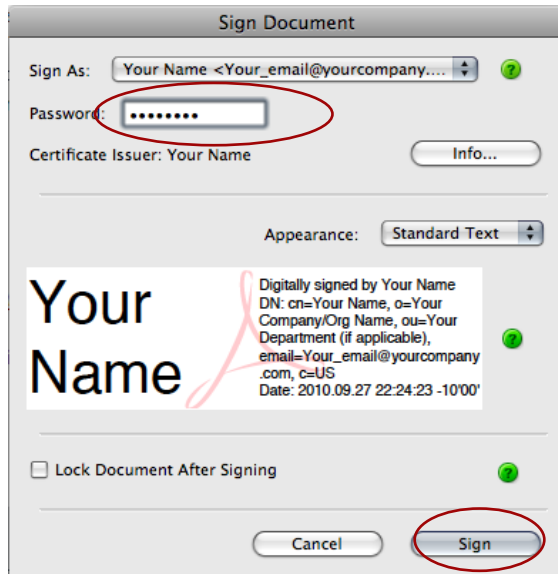 Sign Document
Sign As: Your Name <Your_email@yourcompany.... ?
Password: ••••••••
Certificate Issuer: Your Name Info...
Appearance: Standard Text
Your
Name
Digitally signed by Your Name
DN: cn=Your Name, o=Your
Company/Org Name, ou=Your
Department (if applicable),
email=Your_email@yourcompany
.com, c=US
Date: 2010.09.27 22:24:23 -10'00'
?
Lock Document After Signing ?
Cancel Sign